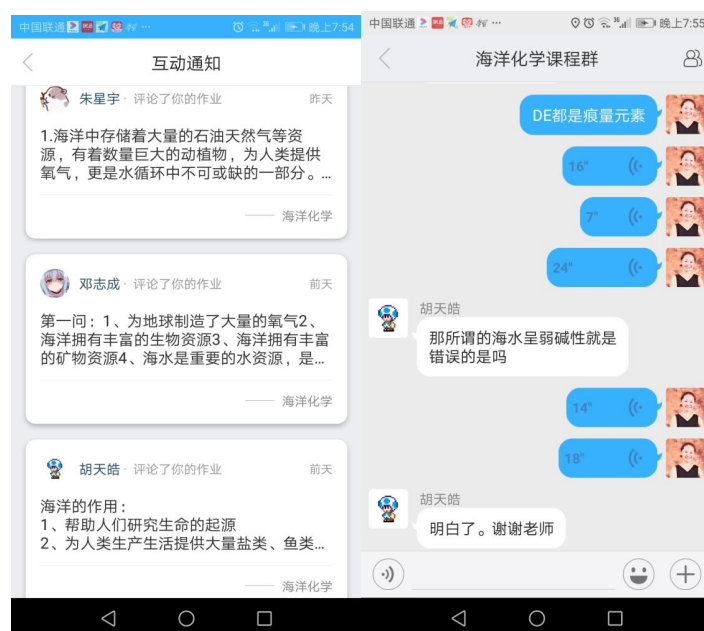 中国联通
晚上7:54
互动通知
朱星宇 · 评论了你的作业
昨天
1.海洋中存储着大量的石油天然气等资
源，有着数量巨大的动植物，为人类提供
氧气，更是水循环中不可或缺的一部分。...
—— 海洋化学
邓志成 · 评论了你的作业
前天
第一问：1、为地球制造了大量的氧气2、
海洋拥有丰富的生物资源3、海洋拥有丰富
的矿物资源4、海水是重要的水资源，是...
—— 海洋化学
胡天皓 · 评论了你的作业
前天
海洋的作用：
1、帮助人们研究生命的起源
2、为人类生产生活提供大量盐类、鱼类...
—— 海洋化学
中国联通
晚上7:55
海洋化学课程群
DE都是痕量元素
16"
7"
24"
胡天皓
那所谓的海水呈弱碱性就是
错误的是吗
14"
18"
胡天皓
明白了。谢谢老师